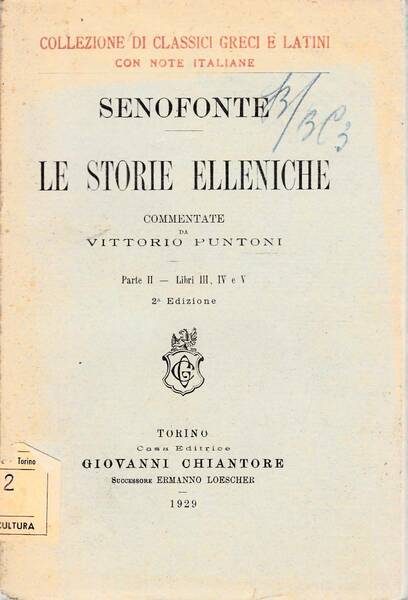 COLLEZIONE DI CLASSICI GRECI E LATINI
CON NOTE ITALIANE
SENOFONTE
B/
BC3
LE STORIE ELLENICHE
COMMENTATE
DA
VITTORIO PUNTONI
Parte II — Libri III, IV e V
2ª Edizione
TORINO
Casa Editrice
GIOVANNI CHIANTORE
SUCCESSORE ERMANNO LOESCHER
1929
Torino
2
CULTURA